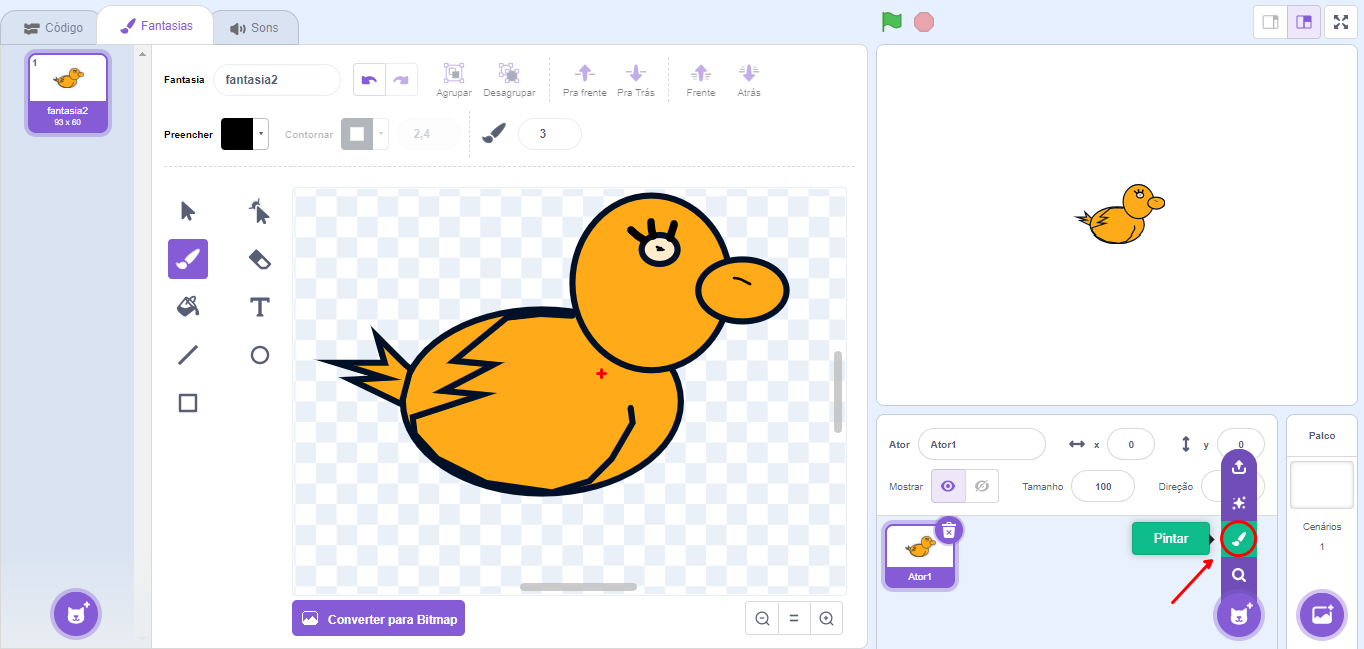 Código
Fantasias
Sons
1
fantasia2
93 x 60
Fantasia
fantasia2
Agrupar
Desagrupar
Pra frente
Pra Trás
Frente
Atrás
Preencher
Contornar
2,4
3
Converter para Bitmap
Ator
Ator1
x
0
y
0
Mostrar
Tamanho
100
Direção
Ator1
Pintar
Palco
Cenários
1